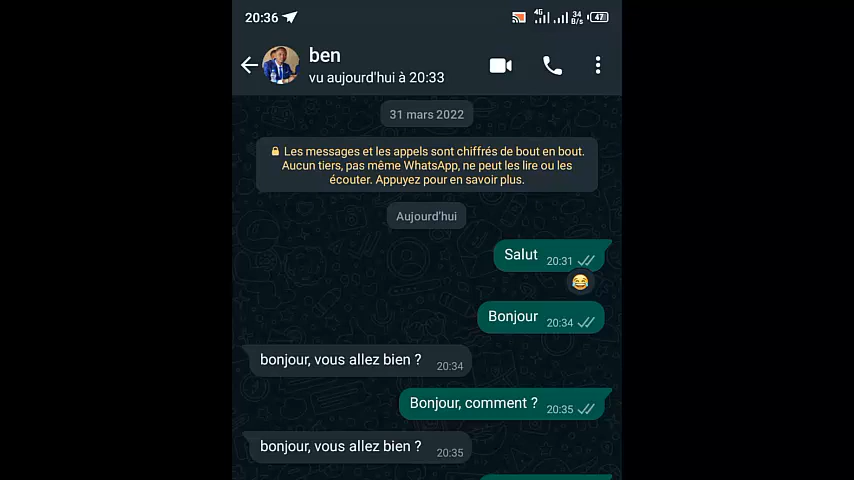 20:36 4G 34 B/s 47
ben
vu aujourd'hui à 20:33
31 mars 2022
Les messages et les appels sont chiffrés de bout en bout.
Aucun tiers, pas même WhatsApp, ne peut les lire ou les
écouter. Appuyez pour en savoir plus.
Aujourd'hui
Salut 20:31
Bonjour 20:34
bonjour, vous allez bien ? 20:34
Bonjour, comment ? 20:35
bonjour, vous allez bien ? 20:35